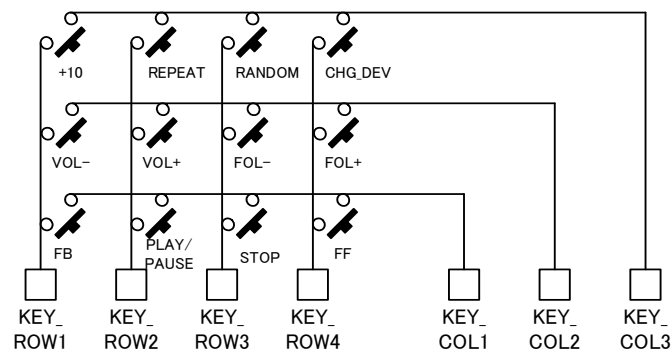 +10 REPEAT RANDOM CHG_DEV
VOL- VOL+ FOL- FOL+
FB PLAY/ STOP FF
PAUSE
KEY_ KEY_ KEY_ KEY_ KEY_ KEY_ KEY_
ROW1 ROW2 ROW3 ROW4 COL1 COL2 COL3